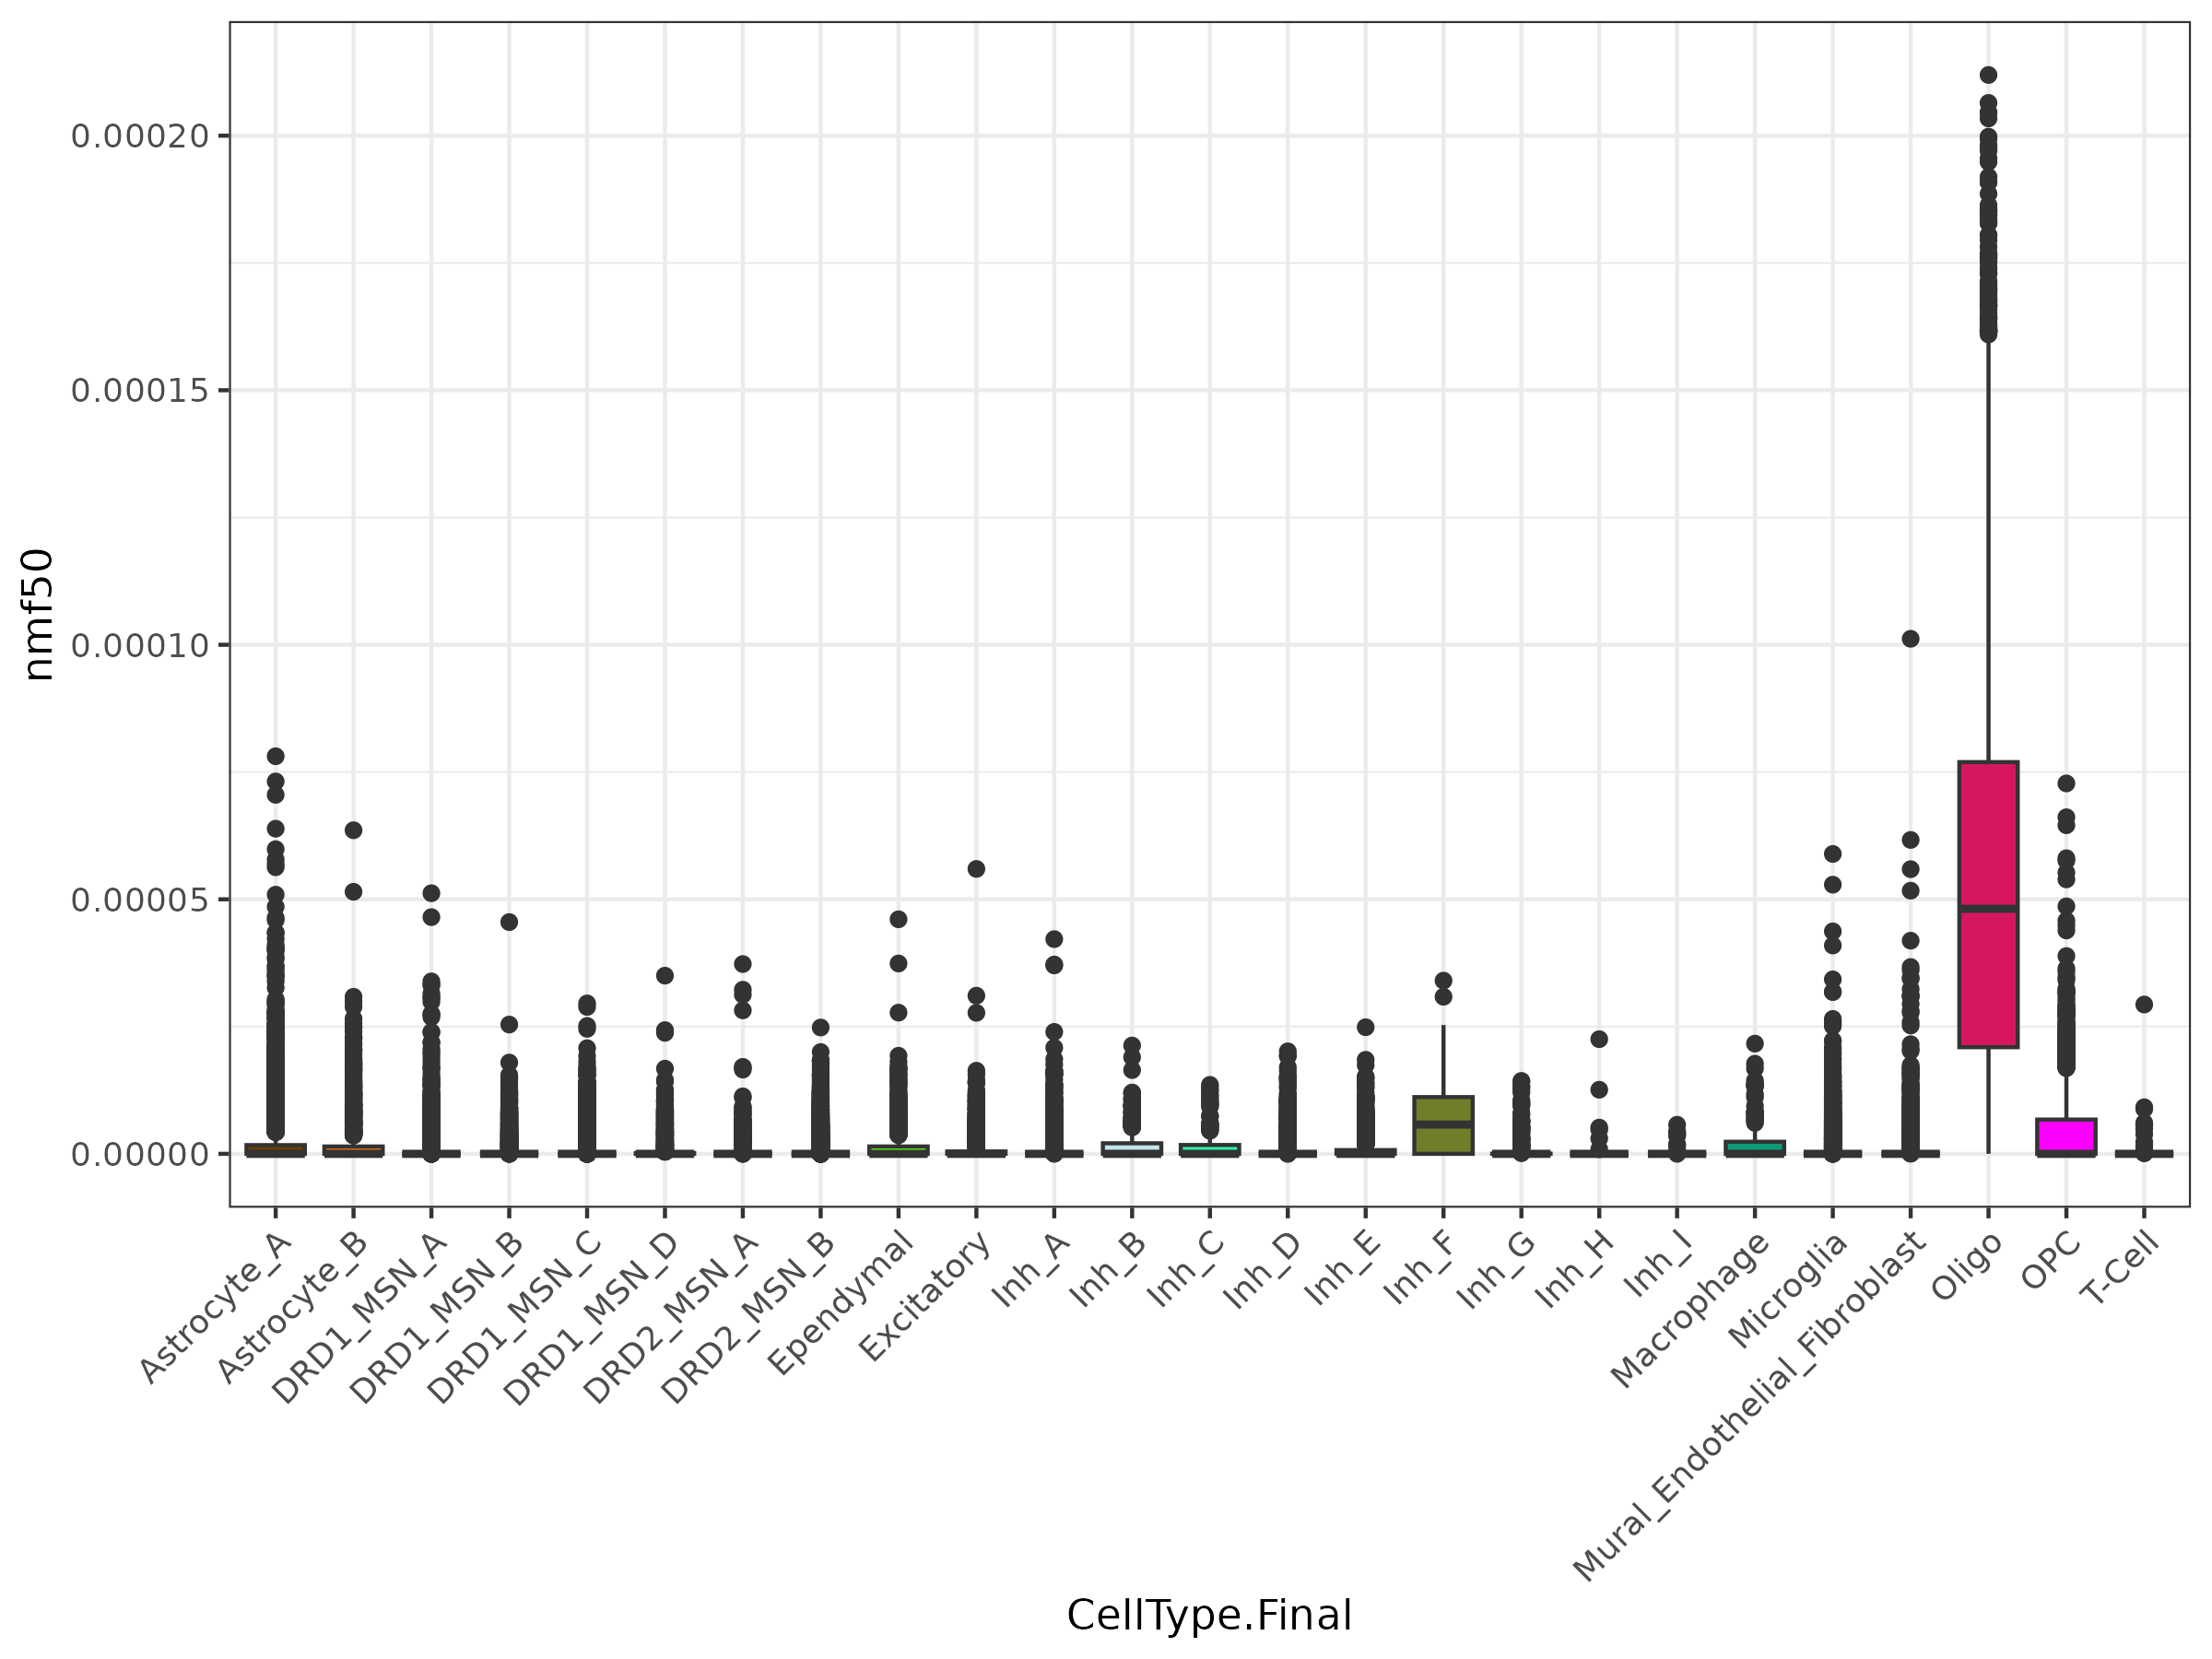 nmf50
0.00020
0.00015
0.00010
0.00005
0.00000
Astrocyte_A
Astrocyte_B
DRD1_MSN_A
DRD1_MSN_B
DRD1_MSN_C
DRD1_MSN_D
DRD2_MSN_A
DRD2_MSN_B
Ependymal
Excitatory
Inh_A
Inh_B
Inh_C
Inh_D
Inh_E
Inh_F
Inh_G
Inh_H
Inh_I
Macrophage
Microglia
Mural_Endothelial_Fibroblast
Oligo
OPC
T-Cell
CellType.Final